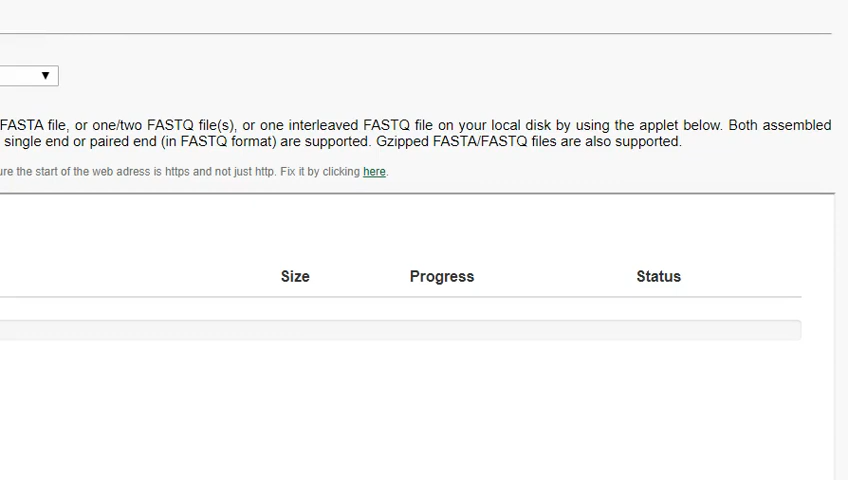 FASTA file, or one/two FASTQ file(s), or one interleaved FASTQ file on your local disk by using the applet below. Both assembled
single end or paired end (in FASTQ format) are supported. Gzipped FASTA/FASTQ files are also supported.
ure the start of the web adress is https and not just http. Fix it by clicking here.
Size Progress Status